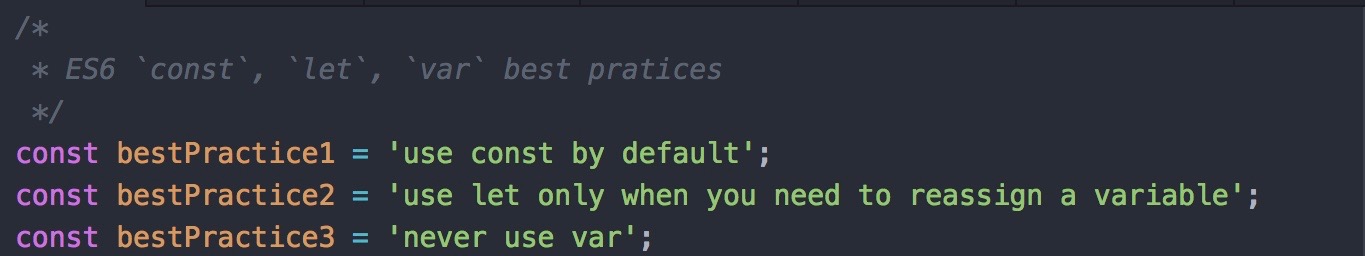 /*
 * ES6 `const`, `let`, `var` best pratices
 */
const bestPractice1 = 'use const by default';
const bestPractice2 = 'use let only when you need to reassign a variable';
const bestPractice3 = 'never use var';